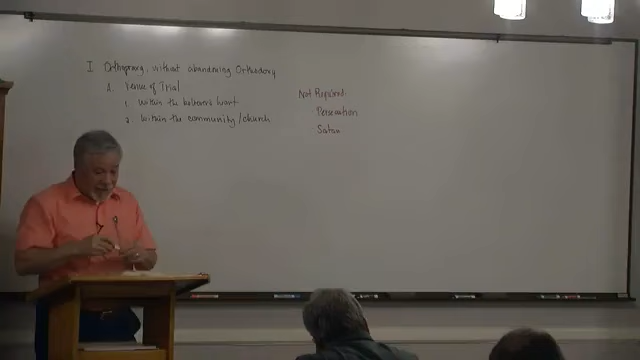 I Orthopraxy, without abandoning Orthodoxy
A. Venue of Trial
1. Within the believer's heart
2. Within the community/church
Not Required:
Persecution
Satan